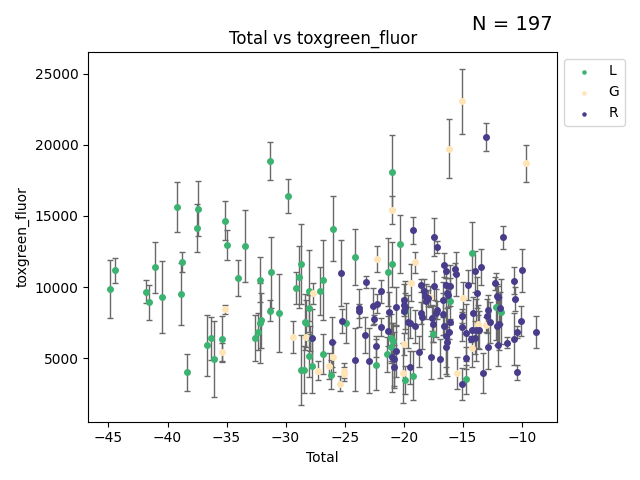 N = 197
Total vs toxgreen_fluor
L
G
R
toxgreen_fluor
25000
20000
15000
10000
5000
−45 −40 −35 −30 −25 −20 −15 −10
Total